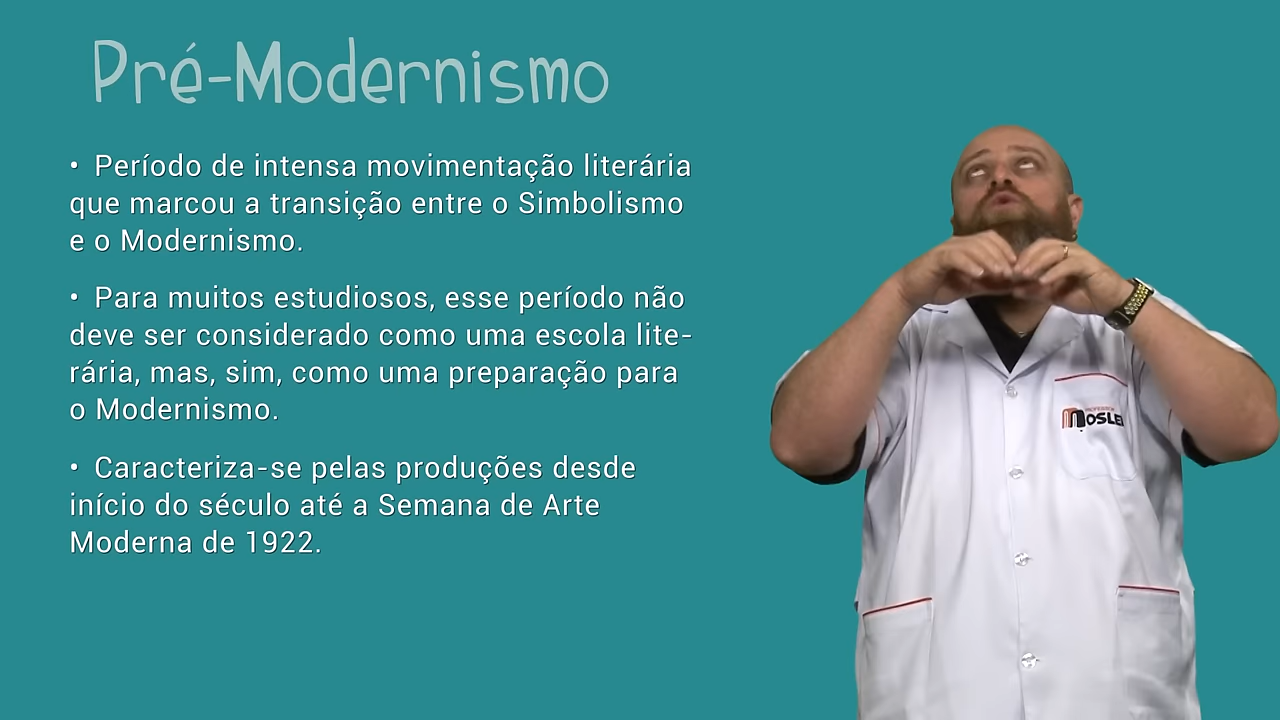 Pré-Modernismo
• Período de intensa movimentação literária
que marcou a transição entre o Simbolismo
e o Modernismo.
• Para muitos estudiosos, esse período não
deve ser considerado como uma escola lite-
rária, mas, sim, como uma preparação para
o Modernismo.
• Caracteriza-se pelas produções desde
início do século até a Semana de Arte
Moderna de 1922.
PROFESSOR